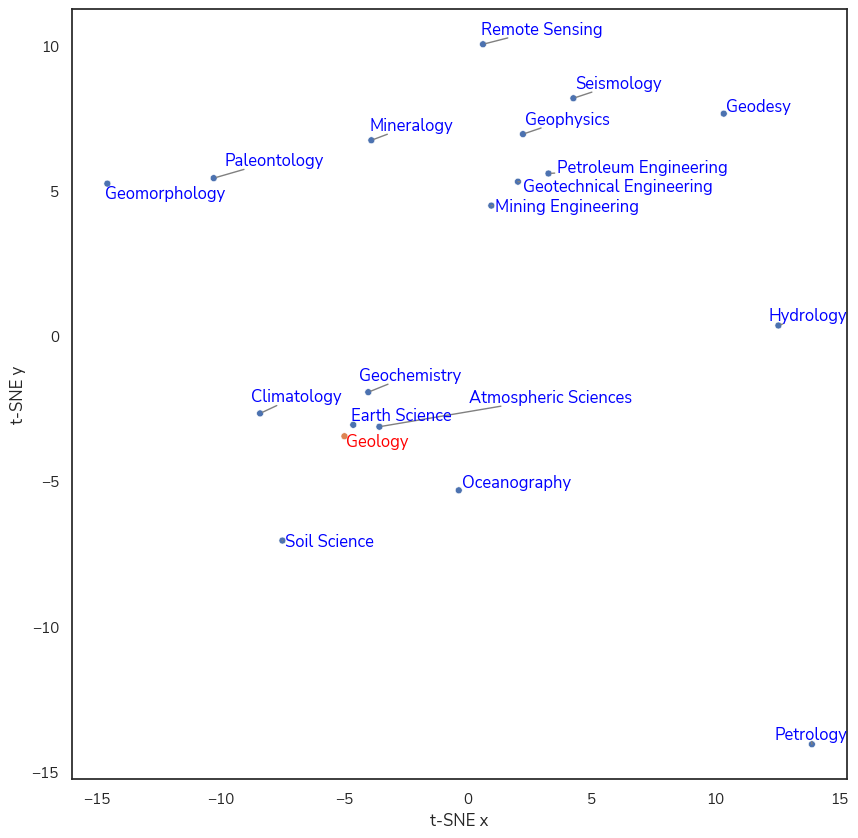 Remote Sensing
Seismology
Geodesy
Geophysics
Mineralogy
Paleontology
Petroleum Engineering
Geotechnical Engineering
Geomorphology
Mining Engineering
Hydrology
Geochemistry
Climatology
Atmospheric Sciences
Earth Science
Geology
Oceanography
Soil Science
Petrology
10
5
0
−5
−10
−15
t-SNE y
−15
−10
−5
0
5
10
15
t-SNE x